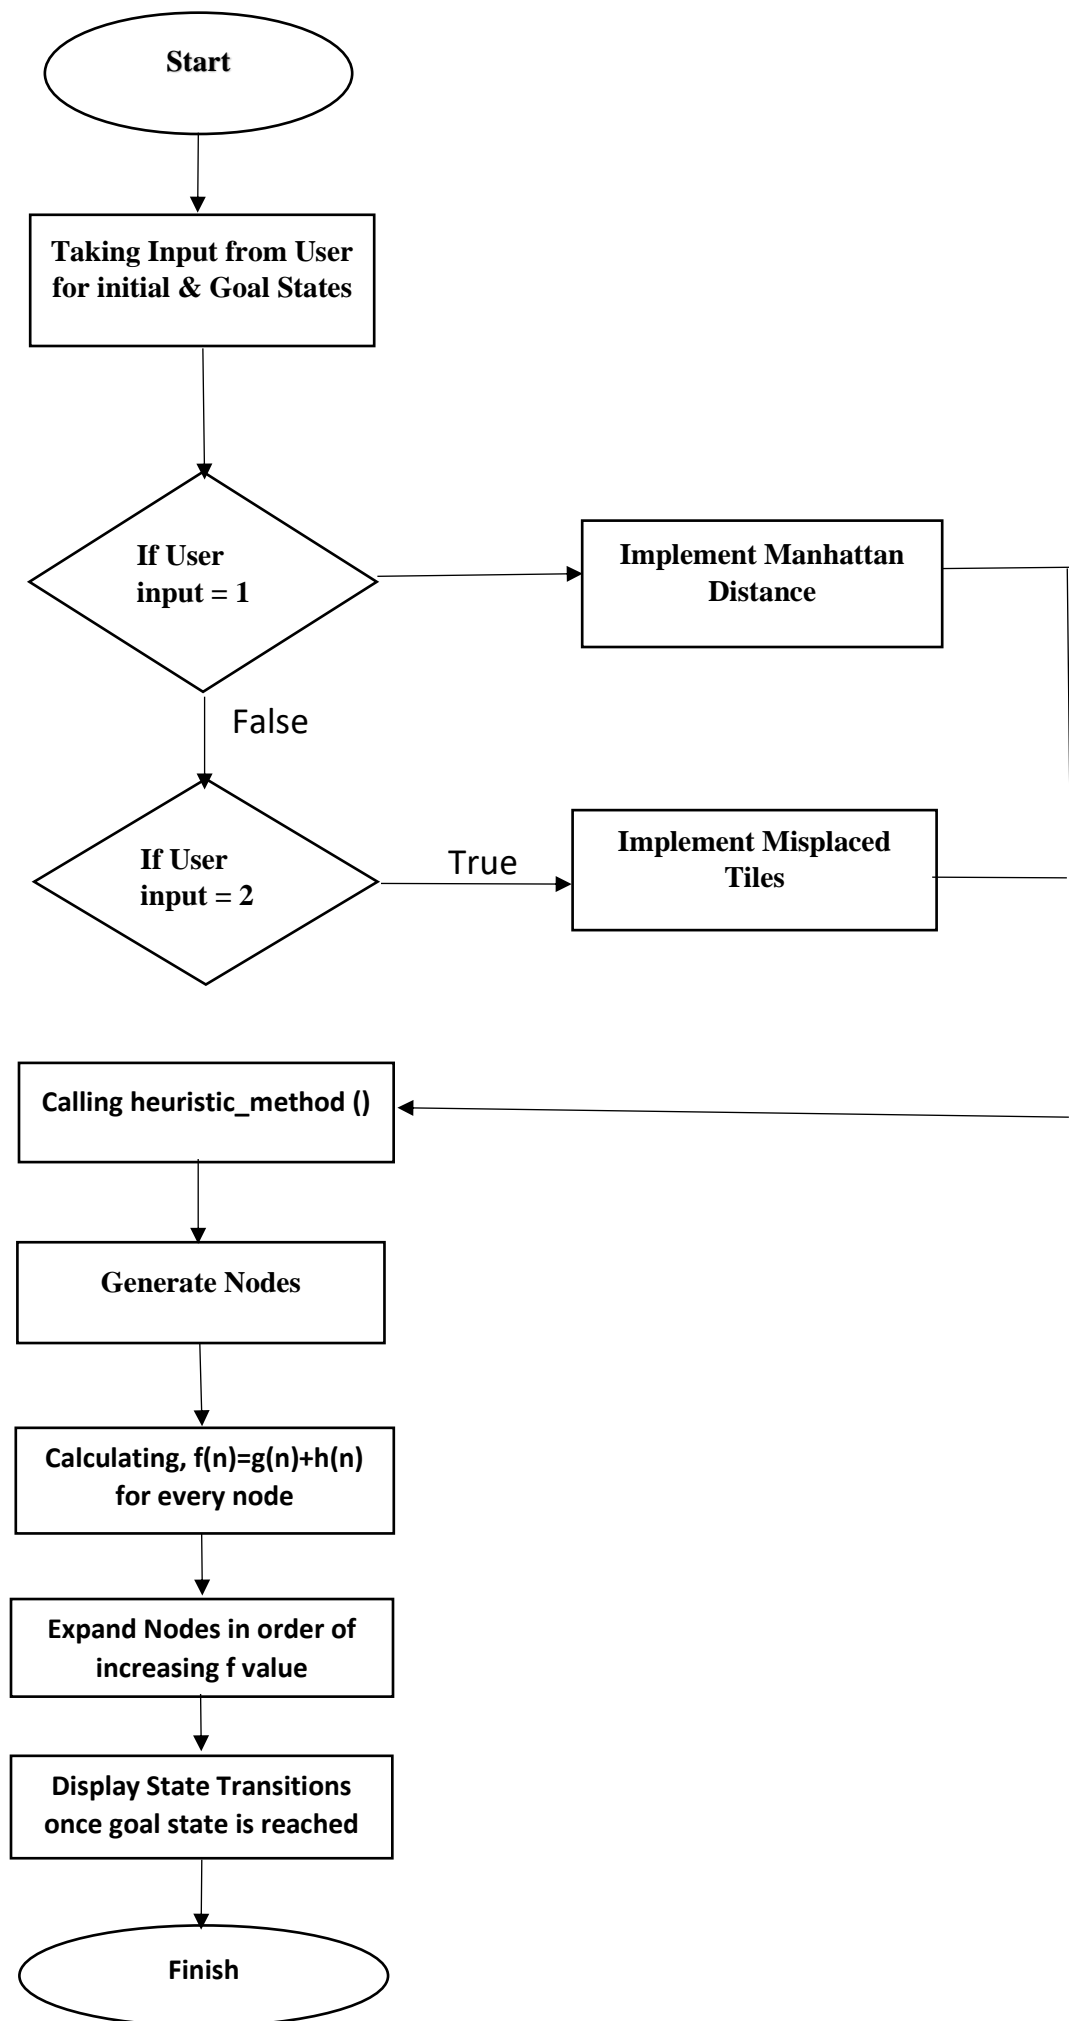 Start
Taking Input from User
for initial & Goal States
If User
input = 1
Implement Manhattan
Distance
False
If User
input = 2
True
Implement Misplaced
Tiles
Calling heuristic_method ()
Generate Nodes
Calculating, f(n)=g(n)+h(n)
for every node
Expand Nodes in order of
increasing f value
Display State Transitions
once goal state is reached
Finish